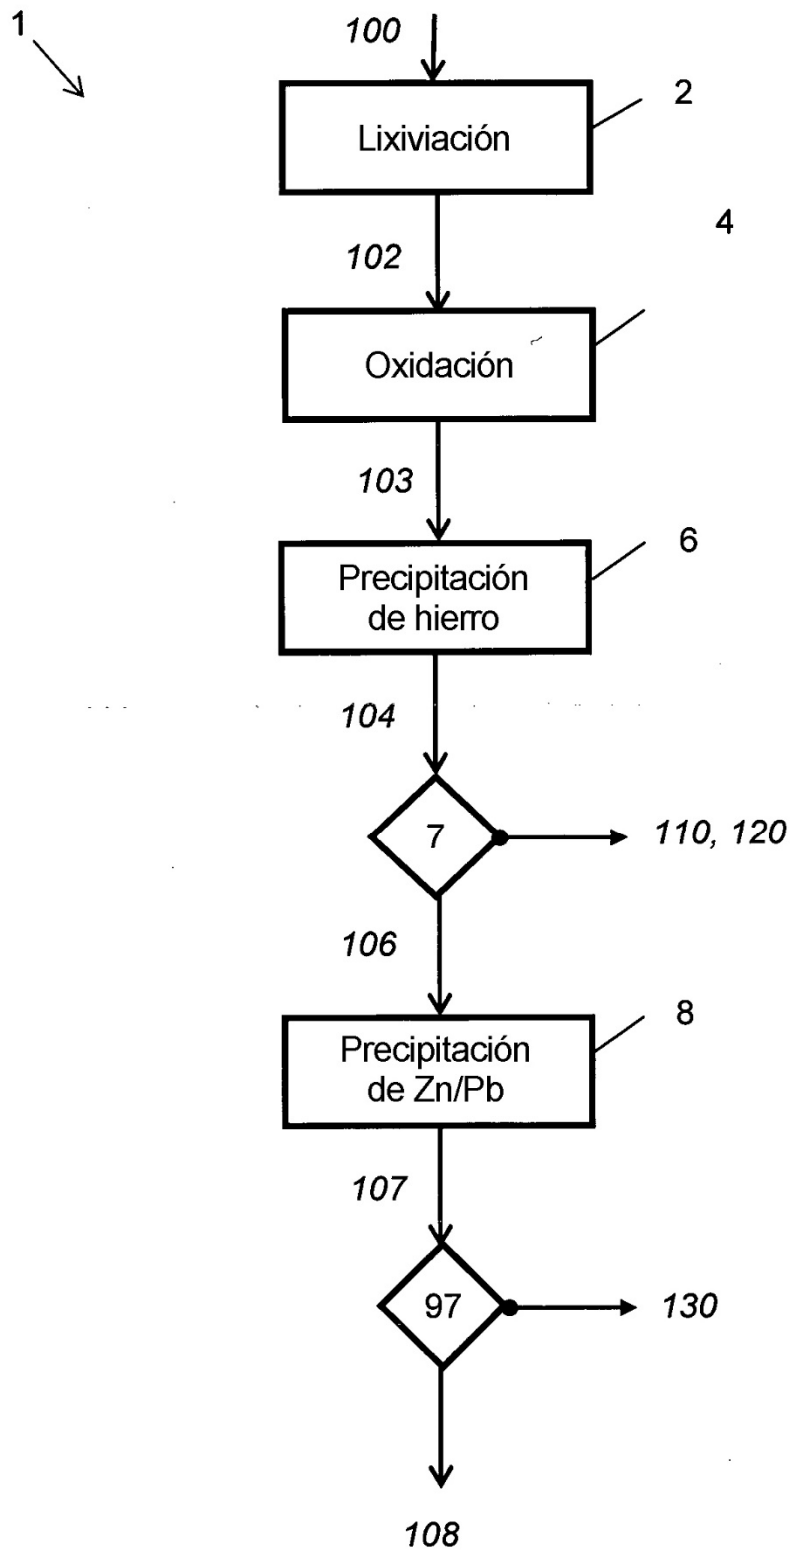 1
100
Lixiviación
2
102
4
Oxidación
103
Precipitación
de hierro
6
104
7
110, 120
106
Precipitación
de Zn/Pb
8
107
97
130
108